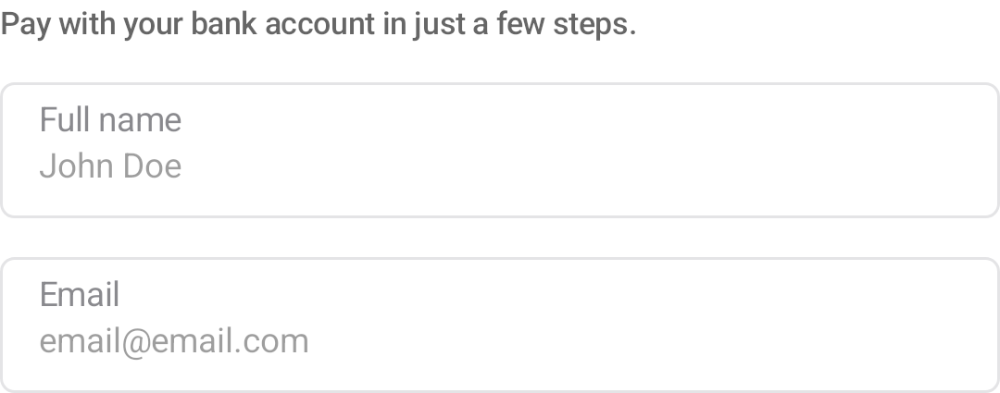 Pay with your bank account in just a few steps.
Full name
John Doe
Email
email@email.com